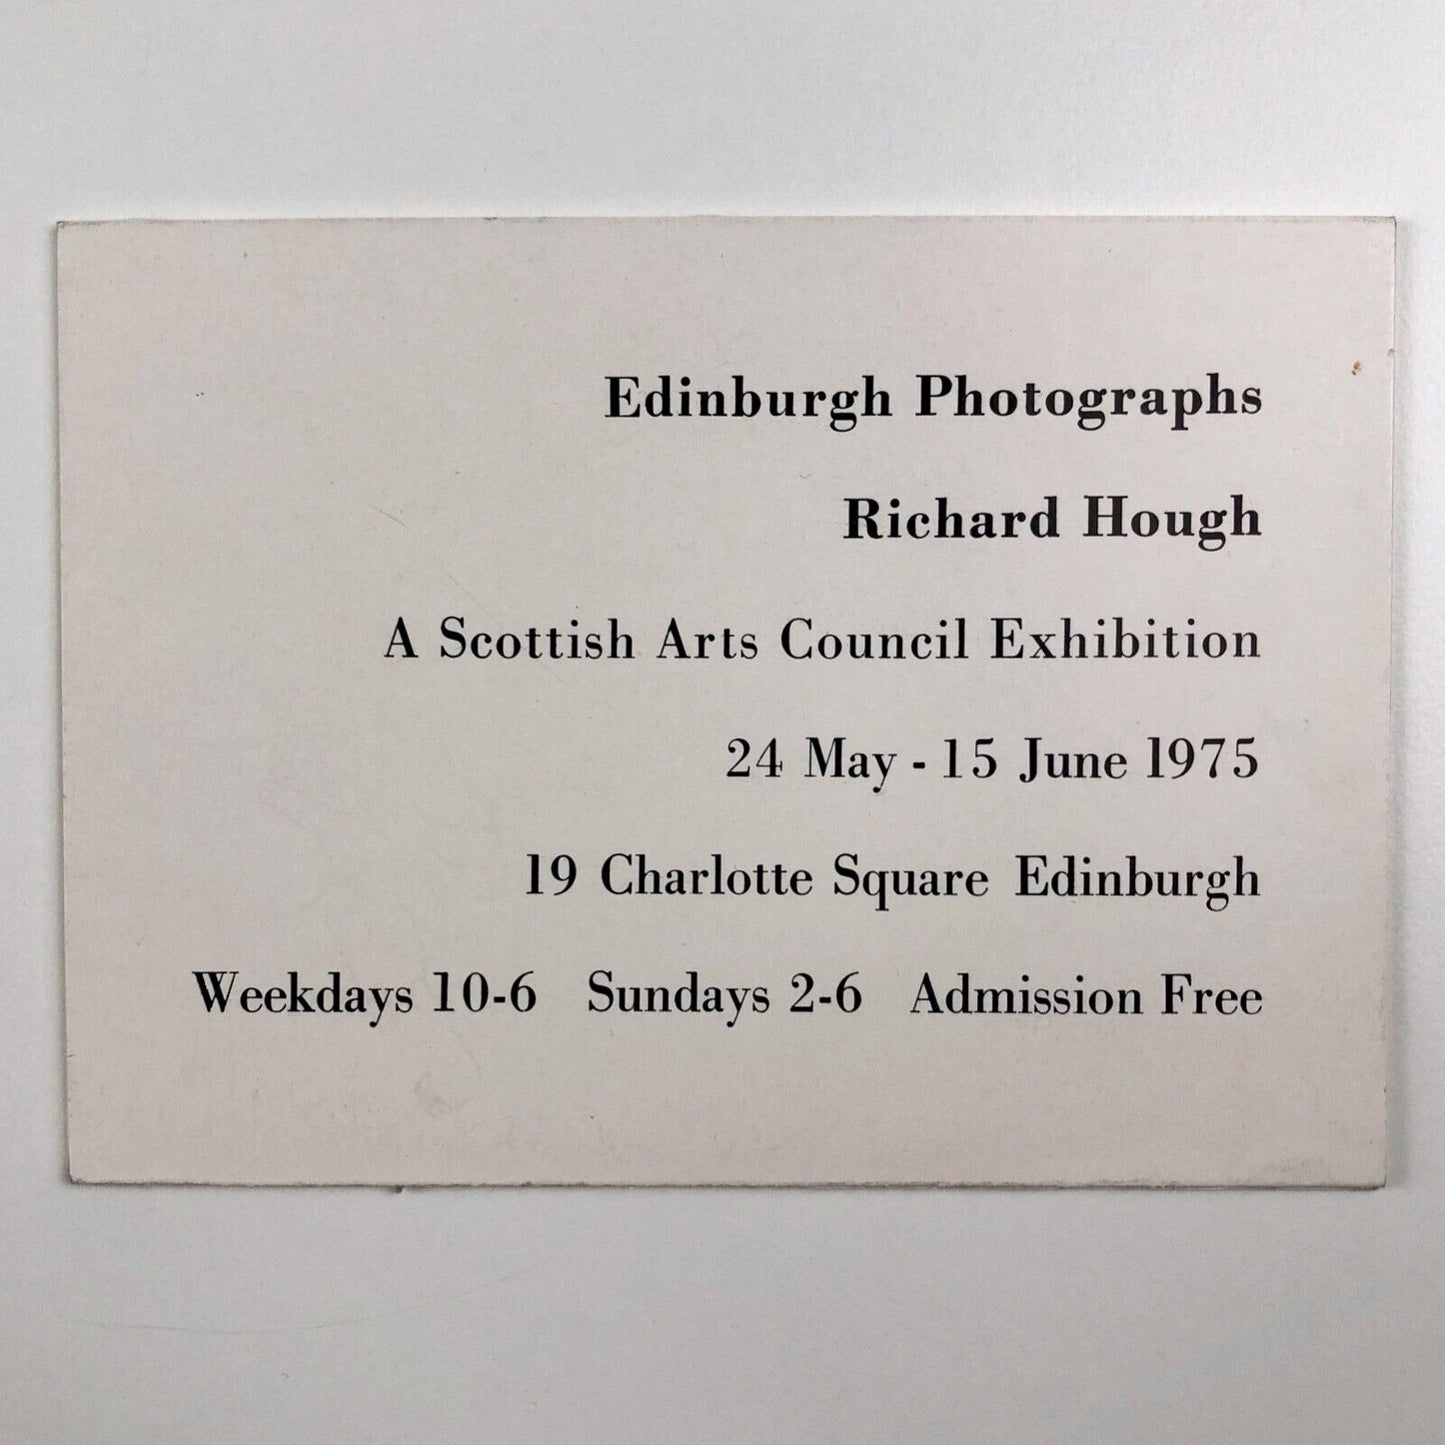 Edinburgh Photographs
Richard Hough
A Scottish Arts Council Exhibition
24 May - 15 June 1975
19 Charlotte Square Edinburgh
Weekdays 10-6 Sundays 2-6 Admission Free